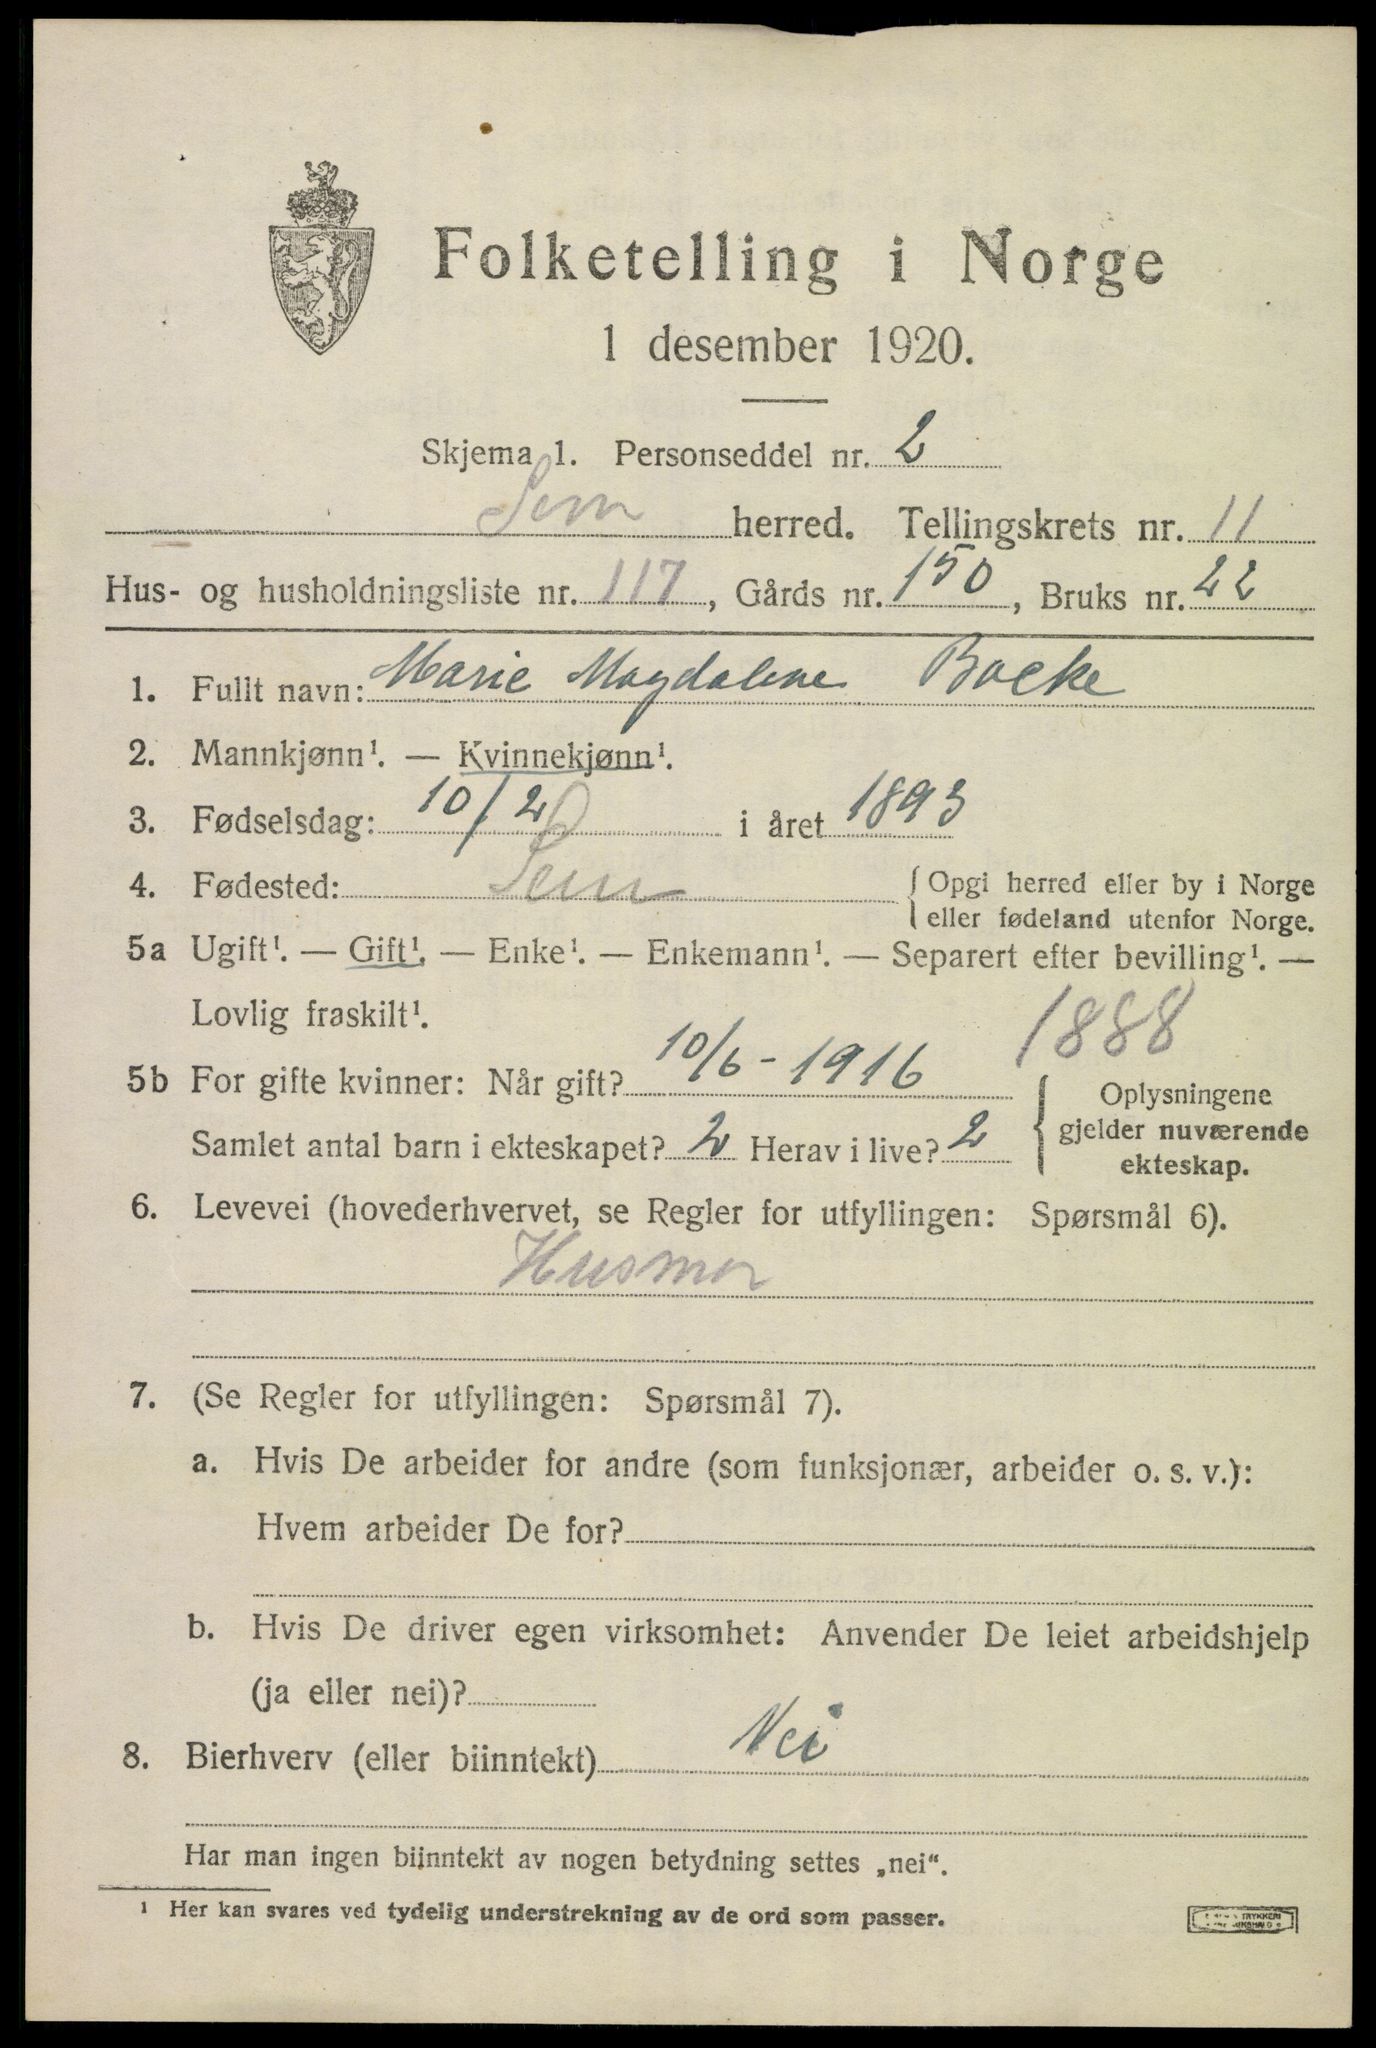 Folketelling i Norge
1 desember 1920.
Skjema 1. Personseddel nr. 2
Sem herred. Tellingskrets nr. 11
Hus- og husholdningsliste nr. 117, Gårds nr. 150, Bruks nr. 22
1. Fullt navn: Marie Magdalene Backe
2. Mannkjønn¹. — Kvinnekjønn¹.
3. Fødselsdag: 10/2 i året 1893
4. Fødested: Sem { Opgi herred eller by i Norge
eller fødeland utenfor Norge.
5a Ugift¹. — Gift¹. — Enke¹. — Enkemann¹. — Separert efter bevilling¹. —
Lovlig fraskilt¹.
1888
5b For gifte kvinner: Når gift? 10/6 - 1916
Samlet antal barn i ekteskapet? 2 Herav i live? 2
{ Oplysningene
gjelder nuværende
ekteskap.
6. Levevei (hovederhvervet, se Regler for utfyllingen: Spørsmål 6).
Husmor
7. (Se Regler for utfyllingen: Spørsmål 7).
a. Hvis De arbeider for andre (som funksjonær, arbeider o. s. v.):
Hvem arbeider De for?
b. Hvis De driver egen virksomhet: Anvender De leiet arbeidshjelp
(ja eller nei)?
8. Bierhverv (eller biinntekt) Nei
Har man ingen biinntekt av nogen betydning settes „nei“.
¹ Her kan svares ved tydelig understrekning av de ord som passer.